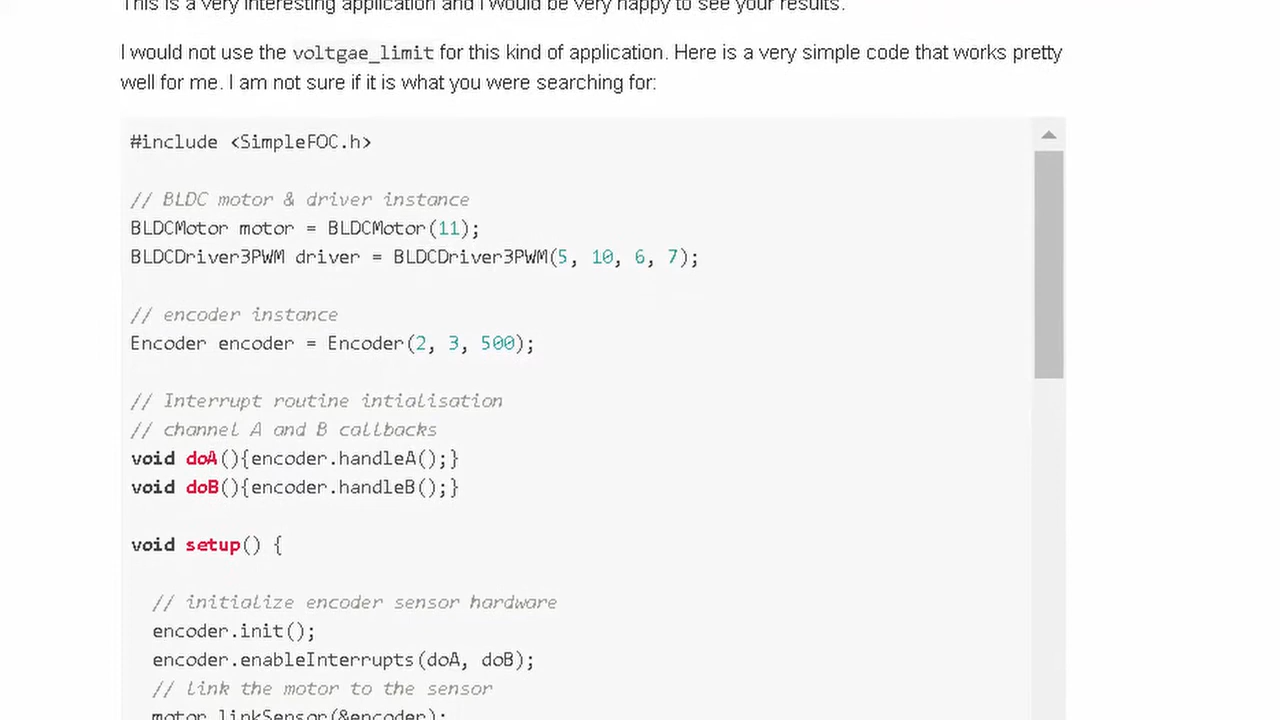 This is a very interesting application and I would be very happy to see your results.
I would not use the voltgae_limit for this kind of application. Here is a very simple code that works pretty
well for me. I am not sure if it is what you were searching for:
#include <SimpleFOC.h>
// BLDC motor & driver instance
BLDCMotor motor = BLDCMotor(11);
BLDCDriver3PWM driver = BLDCDriver3PWM(5, 10, 6, 7);
// encoder instance
Encoder encoder = Encoder(2, 3, 500);
// Interrupt routine intialisation
// channel A and B callbacks
void doA(){encoder.handleA();}
void doB(){encoder.handleB();}
void setup() {
// initialize encoder sensor hardware
encoder.init();
encoder.enableInterrupts(doA, doB);
// link the motor to the sensor
motor.linkSensor(&encoder);